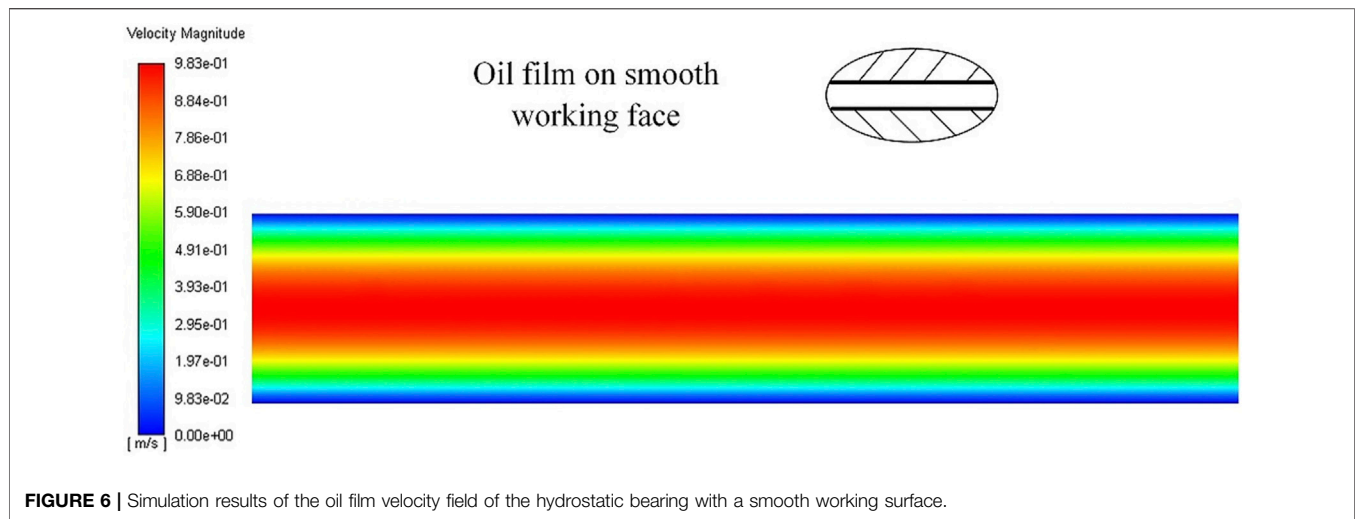 Velocity Magnitude
9.83e-01
8.84e-01
7.86e-01
6.88e-01
5.90e-01
4.91e-01
3.93e-01
2.95e-01
1.97e-01
9.83e-02
0.00e+00
[ m/s ]
Oil film on smooth
working face
FIGURE 6 | Simulation results of the oil film velocity field of the hydrostatic bearing with a smooth working surface.